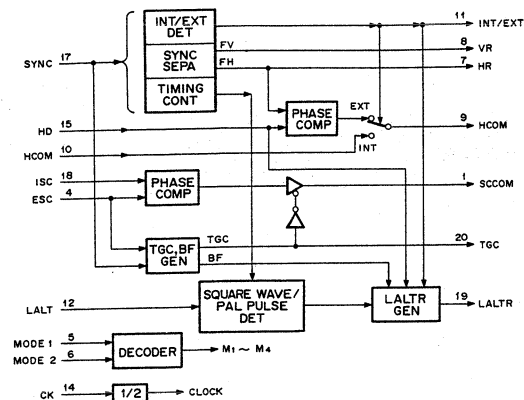 INT/EXT
DET
11 INT/EXT
FV
8 VR
SYNC 17
SYNC
SEPA
FH
7 HR
TIMING
CONT
EXT
HD 15
PHASE
COMP
9 HCOM
HCOM 10
INT
ISC 18
ESC 4
PHASE
COMP
1 SCCOM
TGC, BF
GEN
TGC
20 TGC
BF
LALT 12
SQUARE WAVE/
PAL PULSE
DET
LALTR
GEN
19 LALTR
MODE 1 5
MODE 2 6
DECODER
M1 ~ M4
CK 14
1/2
CLOCK